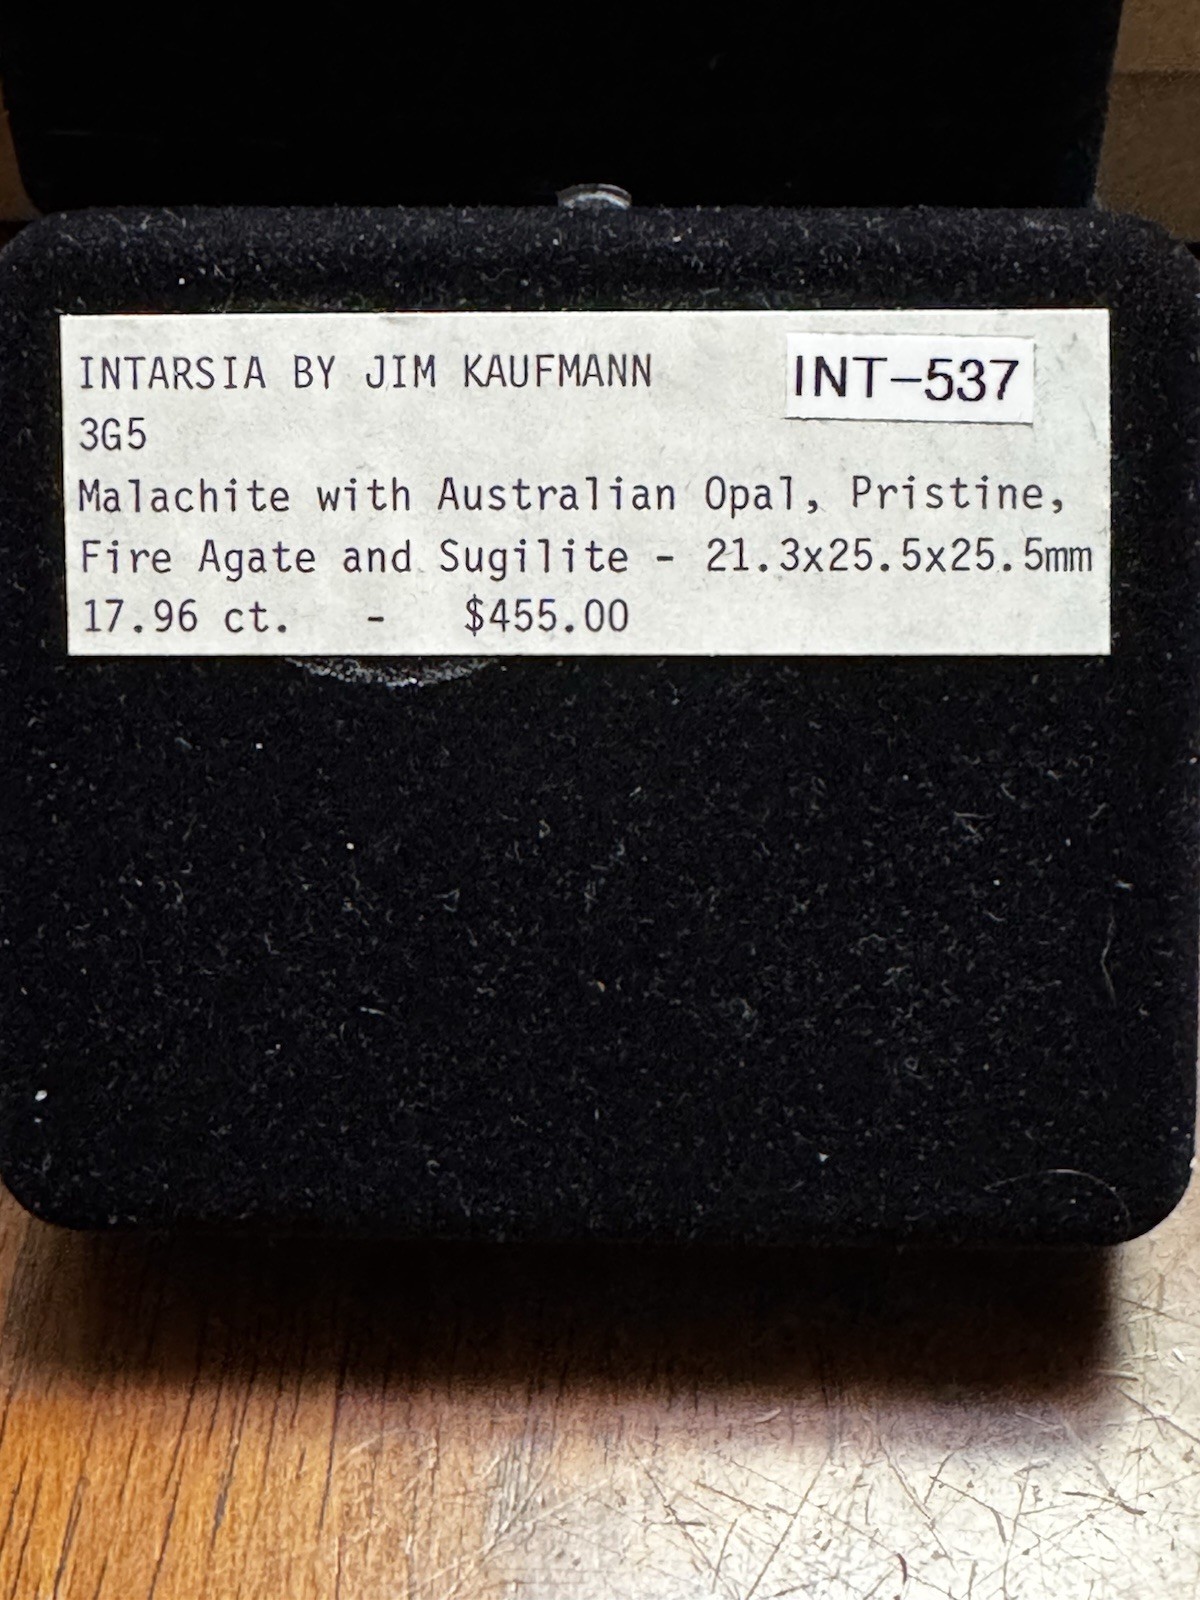 INTARSIA BY JIM KAUFMANN
INT-537
3G5
Malachite with Australian Opal, Pristine,
Fire Agate and Sugilite - 21.3x25.5x25.5mm
17.96 ct. - $455.00